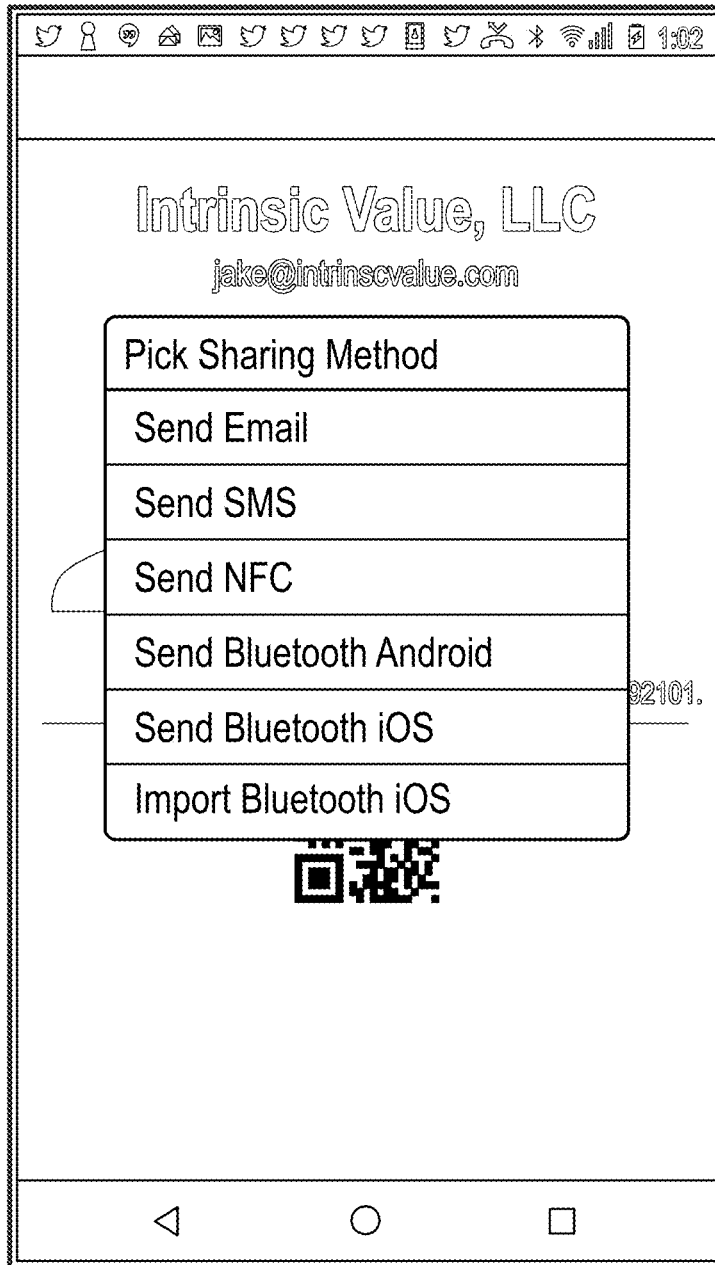 1:02
Intrinsic Value, LLC
jake@intrinscvalue.com
Pick Sharing Method
Send Email
Send SMS
Send NFC
Send Bluetooth Android
Send Bluetooth iOS
92101.
Import Bluetooth iOS